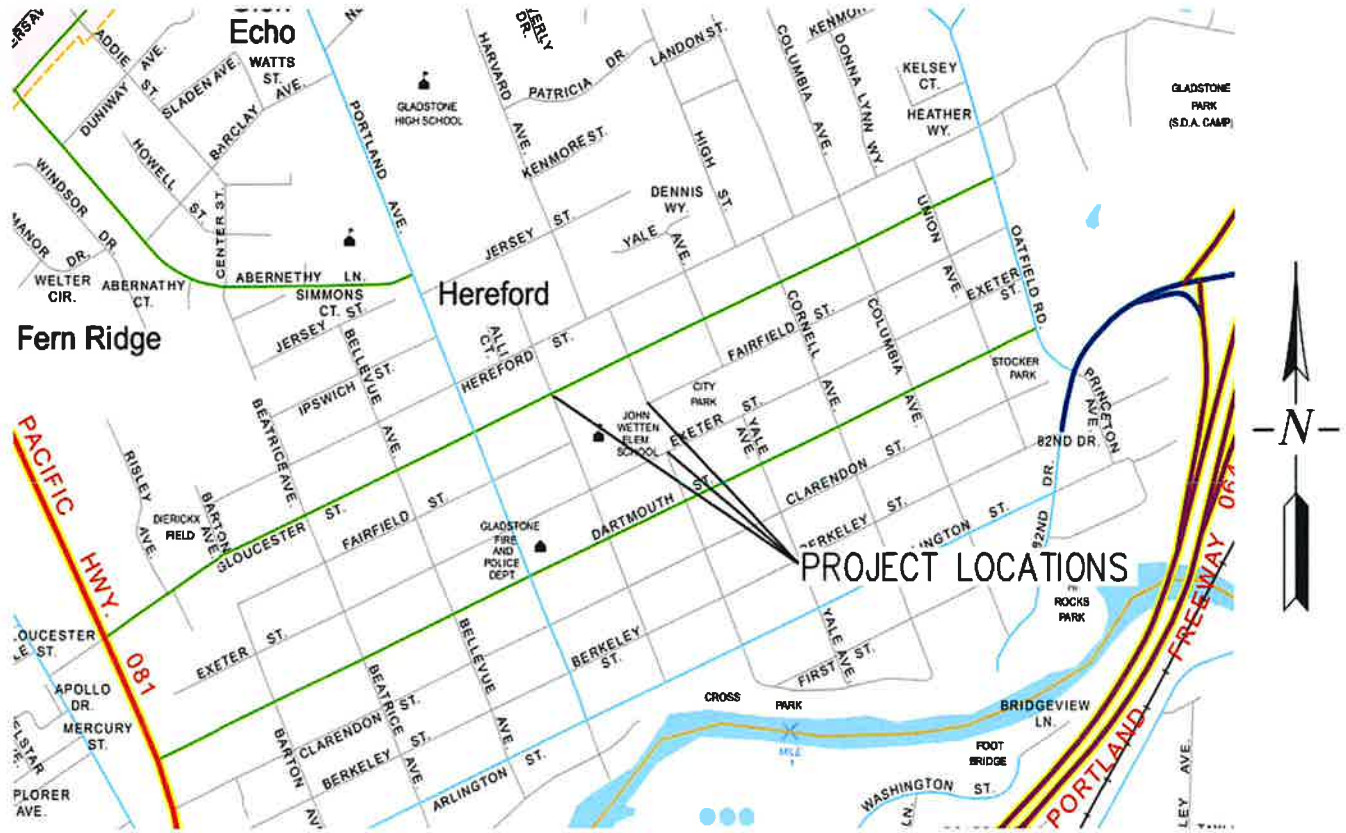 Echo
ADDIE ST.
DUNIWAY AVE.
SLADEN AVE.
WATTS
ST.
BARCLAY AVE.
HOWELL ST.
WINDSOR DR.
MANOR DR.
WELTER
CIR.
ABERNATHY
CT.
CENTER ST.
ABERNETHY LN.
SIMMONS
CT.
JERSEY ST.
Fern Ridge
PORTLAND AVE.
GLADSTONE
HIGH SCHOOL
HARVARD AVE.
DR.
PATRICIA DR.
LANDON ST.
KENMORE ST.
HIGH ST.
COLUMBIA AVE.
DONNA LYNN WY
KELSEY
CT.
HEATHER
WY.
GLADSTONE
PARK
(S.D.A. CAMP)
DENNIS
WY.
YALE AVE.
JERSEY ST.
Hereford
UNION AVE.
OATFIELD RD.
EXETER ST.
IPSWICH ST.
BELLEVUE AVE.
HEREFORD ST.
FAIRFIELD ST.
CORNELL AVE.
COLUMBIA AVE.
STOCKER
PARK
PRINCETON AVE.
CITY
PARK
JOHN
WETTEN
ELEM.
SCHOOL
EXETER ST.
YALE AVE.
82ND DR.
BEATRICE AVE.
PACIFIC HWY. 081
RISLEY AVE.
BARTON AVE.
DIERICKX
FIELD
GLOUCESTER ST.
FAIRFIELD ST.
GLADSTONE
FIRE
AND
POLICE
DEPT.
DARTMOUTH ST.
CLARENDON ST.
BERKELEY ST.
82ND DR.
-N-
PROJECT LOCATIONS
ROCKS
PARK
PORTLAND FREEWAY 064
EXETER ST.
BELLEVUE AVE.
BERKELEY
ST.
YALE AVE
FIRST ST.
APOLLO
DR.
MERCURY
ST.
BEATRICE AVE.
CLARENDON ST.
BERKELEY ST.
BARTON
ARLINGTON ST.
CROSS PARK
MILE
1
BRIDGEVIEW
LN.
FOOT
BRIDGE
WASHINGTON ST.
LN.
AVE.